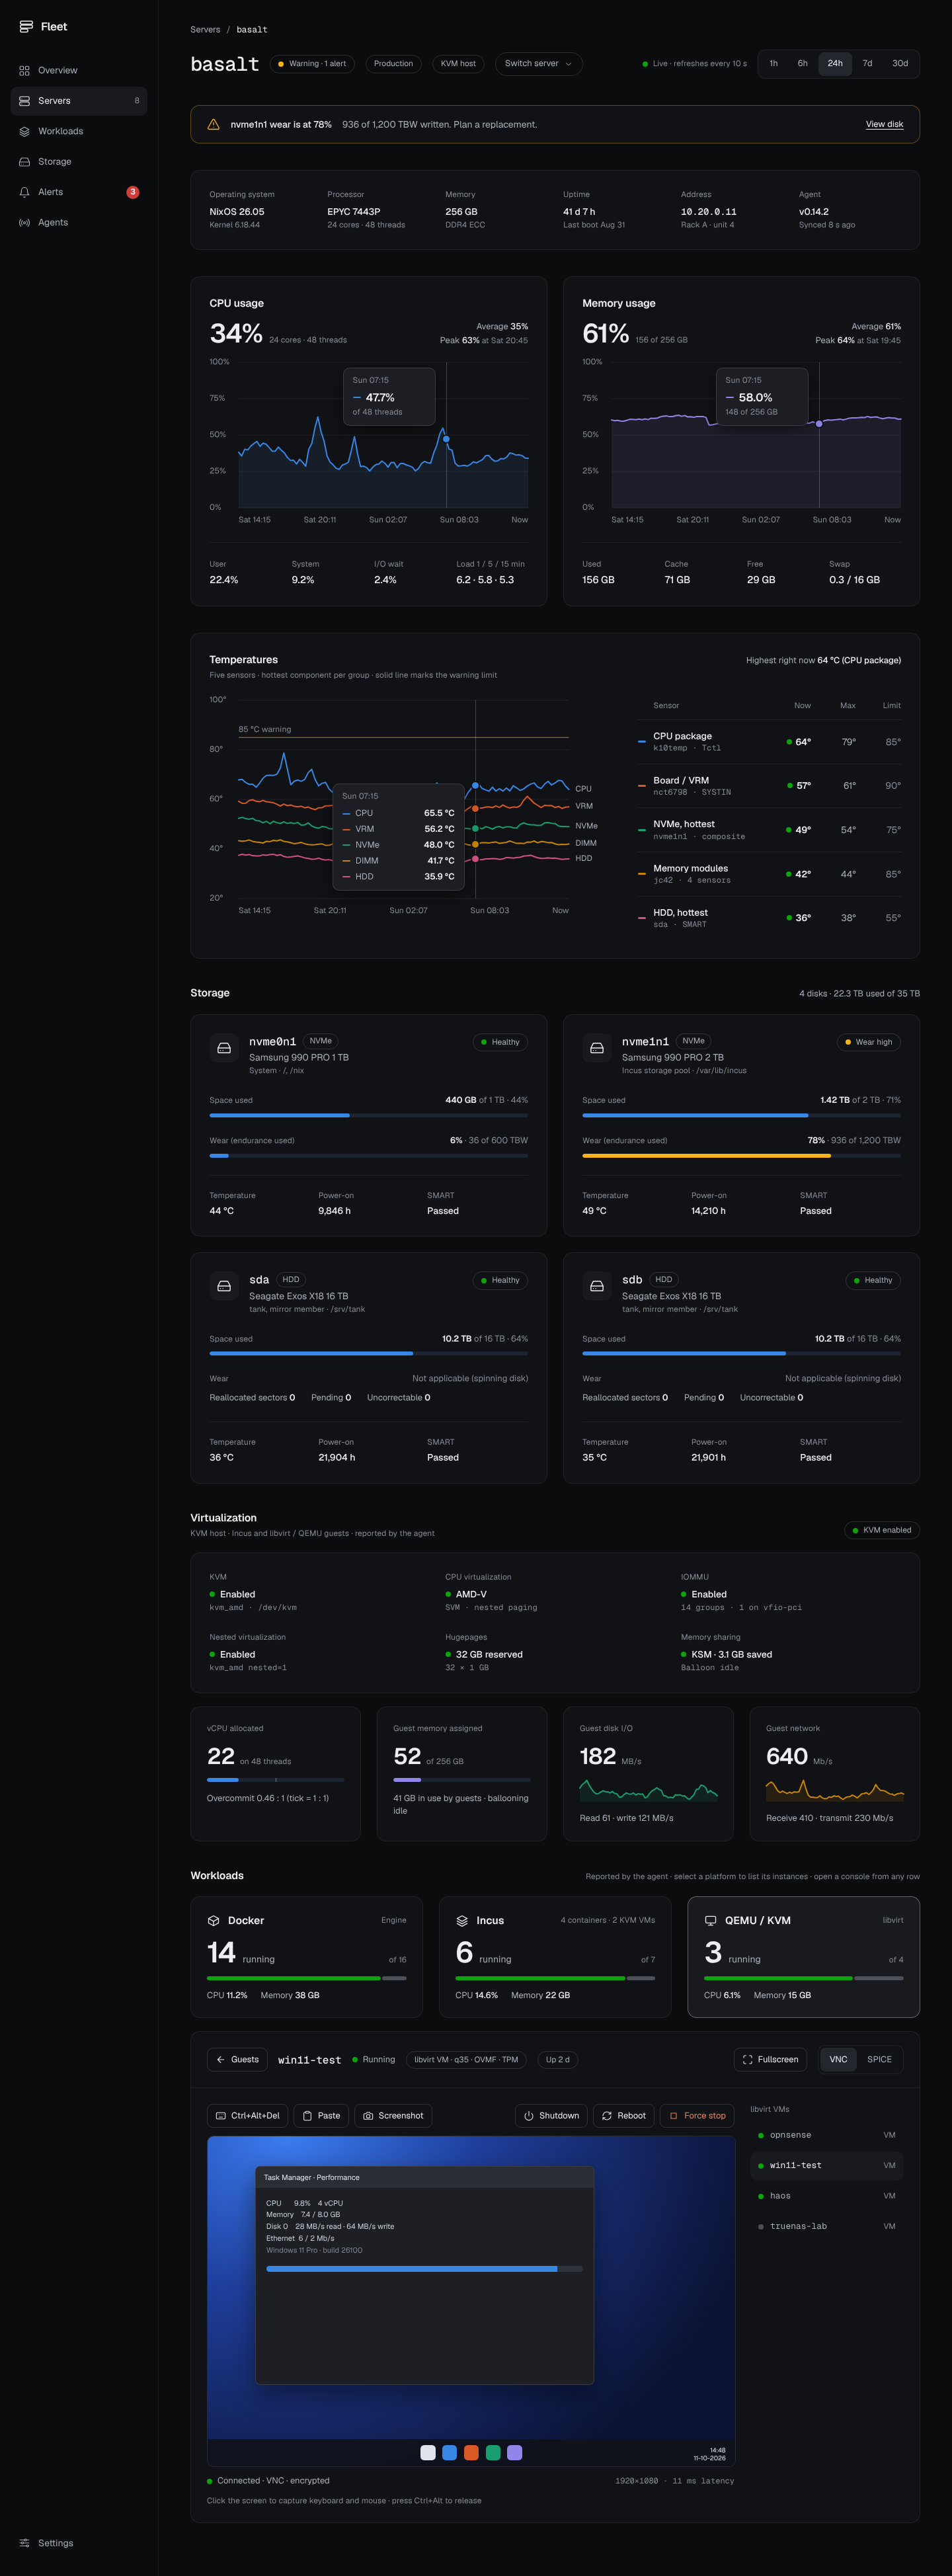 Fleet
Overview
Servers 8
Workloads
Storage
Alerts 3
Agents
Settings
Servers / basalt
basalt Warning · 1 alert Production KVM host Switch server Live · refreshes every 10 s 1h 6h 24h 7d 30d
nvme1n1 wear is at 78% 936 of 1,200 TBW written. Plan a replacement. View disk
Operating system Processor Memory Uptime Address Agent
NixOS 26.05 EPYC 7443P 256 GB 41 d 7 h 10.20.0.11 v0.14.2
Kernel 6.18.44 24 cores · 48 threads DDR4 ECC Last boot Aug 31 Rack A · unit 4 Synced 8 s ago
CPU usage
34% 24 cores · 48 threads
Average 35%
Peak 63% at Sat 20:45
100%
75%
50%
25%
0%
Sun 07:15
47.7%
of 48 threads
Sat 14:15 Sat 20:11 Sun 02:07 Sun 08:03 Now
User System I/O wait Load 1 / 5 / 15 min
22.4% 9.2% 2.4% 6.2 · 5.8 · 5.3
Memory usage
61% 156 of 256 GB
Average 61%
Peak 64% at Sat 19:45
100%
75%
50%
25%
0%
Sun 07:15
58.0%
148 of 256 GB
Sat 14:15 Sat 20:11 Sun 02:07 Sun 08:03 Now
Used Cache Free Swap
156 GB 71 GB 29 GB 0.3 / 16 GB
Temperatures
Five sensors · hottest component per group · solid line marks the warning limit
Highest right now 64 °C (CPU package)
100°
85 °C warning
80°
60°
40°
20°
Sun 07:15
CPU 65.5 °C
VRM 56.2 °C
NVMe 48.0 °C
DIMM 41.7 °C
HDD 35.9 °C
CPU
VRM
NVMe
DIMM
HDD
Sat 14:15 Sat 20:11 Sun 02:07 Sun 08:03 Now
Sensor Now Max Limit
CPU package 64° 79° 85°
k10temp · Tctl
Board / VRM 57° 61° 90°
nct6798 · SYSTIN
NVMe, hottest 49° 54° 75°
nvme1n1 · composite
Memory modules 42° 44° 85°
jc42 · 4 sensors
HDD, hottest 36° 38° 55°
sda · SMART
Storage 4 disks · 22.3 TB used of 35 TB
nvme0n1 NVMe Healthy
Samsung 990 PRO 1 TB
System · /, /nix
Space used 440 GB of 1 TB · 44%
Wear (endurance used) 6% · 36 of 600 TBW
Temperature Power-on SMART
44 °C 9,846 h Passed
nvme1n1 NVMe Wear high
Samsung 990 PRO 2 TB
Incus storage pool · /var/lib/incus
Space used 1.42 TB of 2 TB · 71%
Wear (endurance used) 78% · 936 of 1,200 TBW
Temperature Power-on SMART
49 °C 14,210 h Passed
sda HDD Healthy
Seagate Exos X18 16 TB
tank, mirror member · /srv/tank
Space used 10.2 TB of 16 TB · 64%
Wear Not applicable (spinning disk)
Reallocated sectors 0 Pending 0 Uncorrectable 0
Temperature Power-on SMART
36 °C 21,904 h Passed
sdb HDD Healthy
Seagate Exos X18 16 TB
tank, mirror member · /srv/tank
Space used 10.2 TB of 16 TB · 64%
Wear Not applicable (spinning disk)
Reallocated sectors 0 Pending 0 Uncorrectable 0
Temperature Power-on SMART
35 °C 21,901 h Passed
Virtualization
KVM host · Incus and libvirt / QEMU guests · reported by the agent
KVM enabled
KVM CPU virtualization IOMMU
Enabled AMD-V Enabled
kvm_amd · /dev/kvm SVM · nested paging 14 groups · 1 on vfio-pci
Nested virtualization Hugepages Memory sharing
Enabled 32 GB reserved KSM · 3.1 GB saved
kvm_amd nested=1 32 × 1 GB Balloon idle
vCPU allocated
22 on 48 threads
Overcommit 0.46 : 1 (tick = 1 : 1)
Guest memory assigned
52 of 256 GB
41 GB in use by guests · ballooning
idle
Guest disk I/O
182 MB/s
Read 61 · write 121 MB/s
Guest network
640 Mb/s
Receive 410 · transmit 230 Mb/s
Workloads Reported by the agent · select a platform to list its instances · open a console from any row
Docker Engine
14 running of 16
CPU 11.2% Memory 38 GB
Incus 4 containers · 2 KVM VMs
6 running of 7
CPU 14.6% Memory 22 GB
QEMU / KVM libvirt
3 running of 4
CPU 6.1% Memory 15 GB
Guests win11-test Running libvirt VM · q35 · OVMF · TPM Up 2 d Fullscreen VNC SPICE
Ctrl+Alt+Del Paste Screenshot Shutdown Reboot Force stop
Task Manager · Performance
CPU 9.8% 4 vCPU
Memory 7.4 / 8.0 GB
Disk 0 28 MB/s read · 64 MB/s write
Ethernet 6 / 2 Mb/s
Windows 11 Pro · build 26100
14:48
11-10-2026
Connected · VNC · encrypted 1920×1080 · 11 ms latency
Click the screen to capture keyboard and mouse · press Ctrl+Alt to release
libvirt VMs
opnsense VM
win11-test VM
haos VM
truenas-lab VM